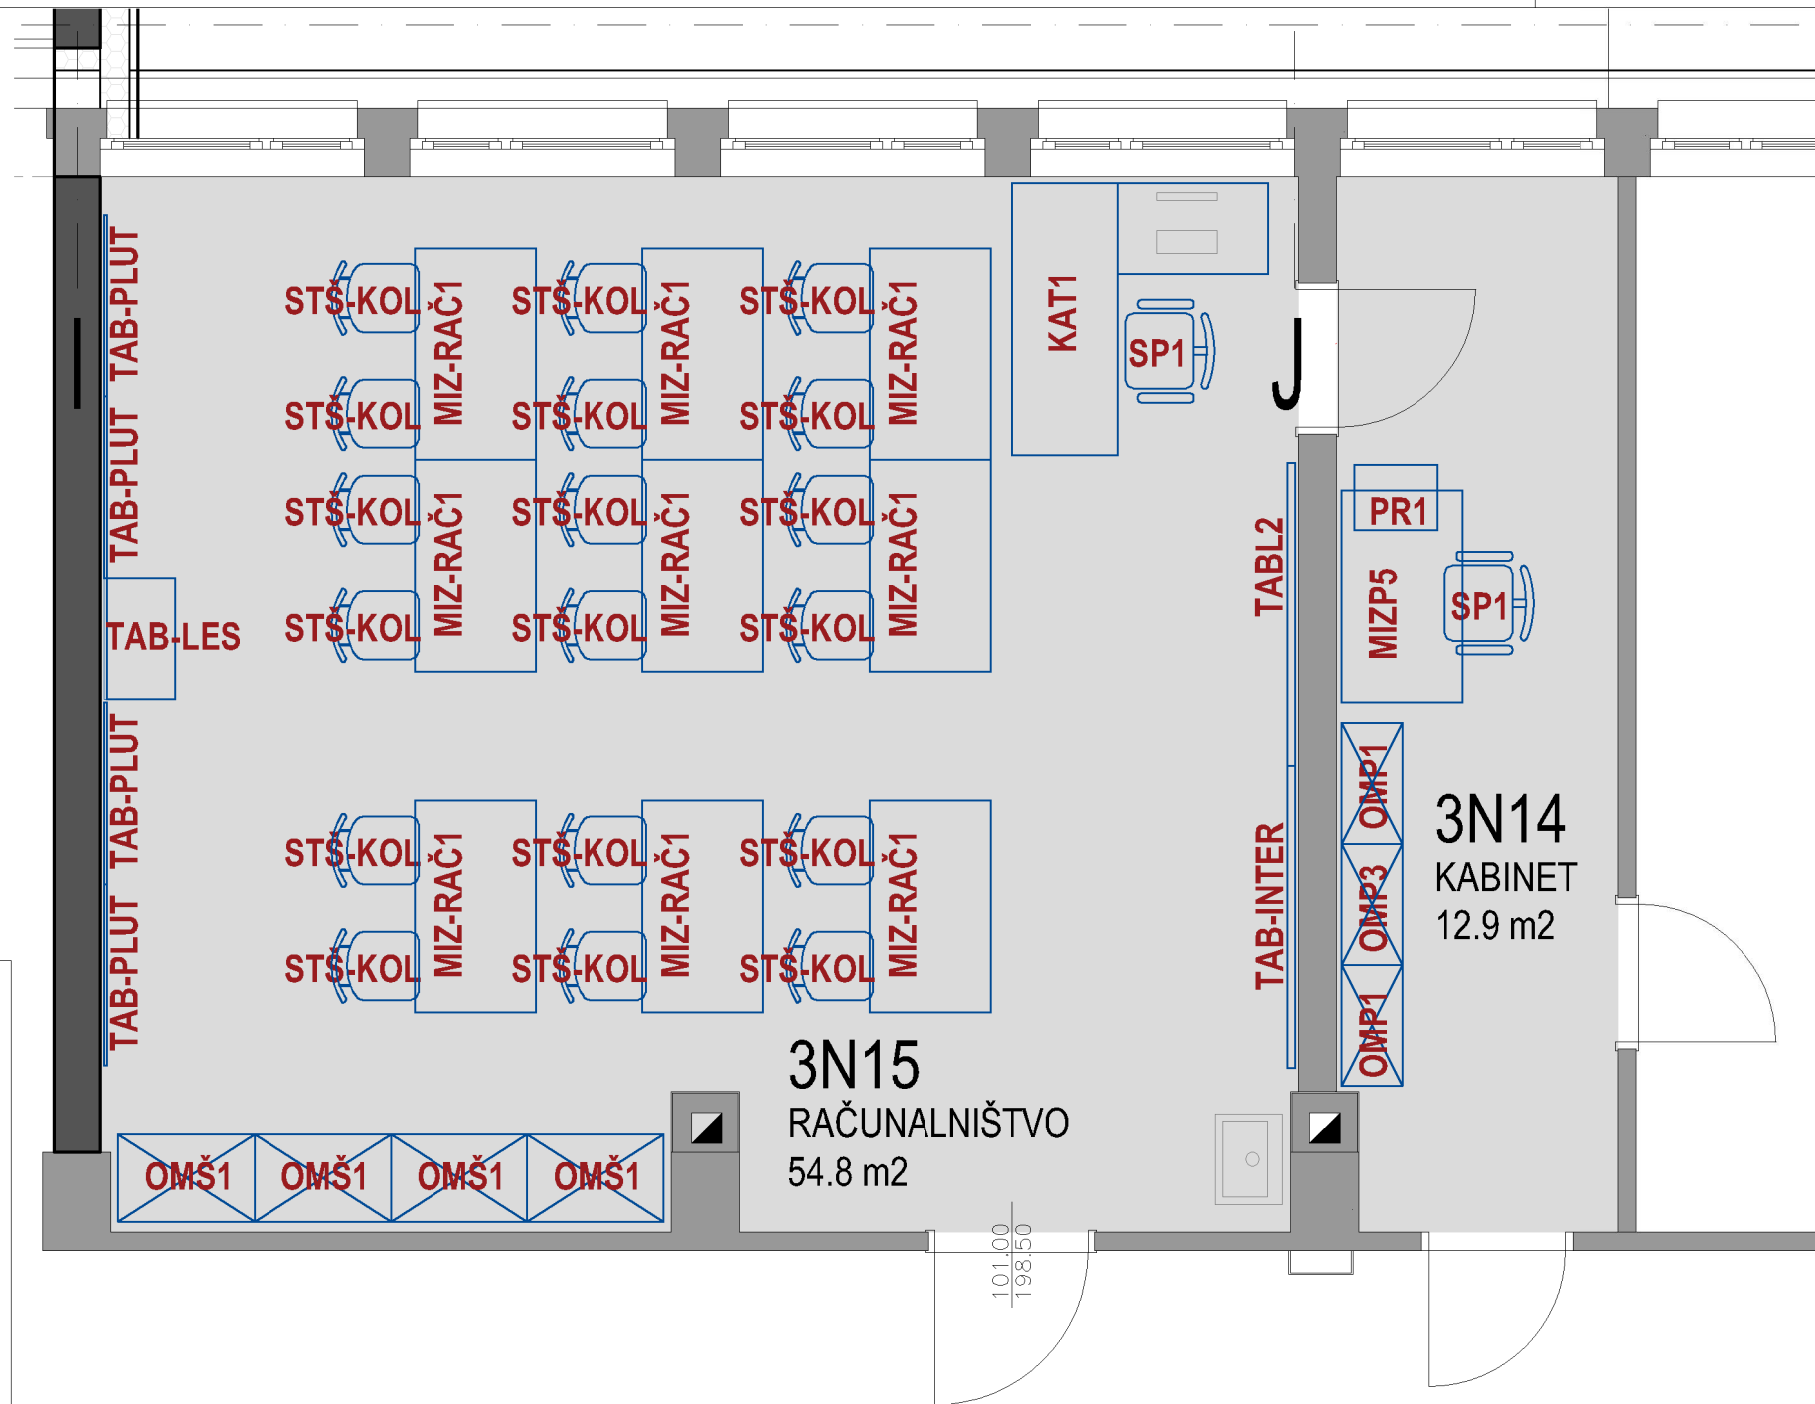 TAB-PLUT
TAB-PLUT
TAB-LES
TAB-PLUT
TAB-PLUT
STŠ-KOL
STŠ-KOL
MIZ-RAČ1
STŠ-KOL
STŠ-KOL
MIZ-RAČ1
STŠ-KOL
STŠ-KOL
MIZ-RAČ1
STŠ-KOL
STŠ-KOL
MIZ-RAČ1
STŠ-KOL
STŠ-KOL
MIZ-RAČ1
STŠ-KOL
STŠ-KOL
MIZ-RAČ1
STŠ-KOL
STŠ-KOL
MIZ-RAČ1
STŠ-KOL
STŠ-KOL
MIZ-RAČ1
STŠ-KOL
STŠ-KOL
MIZ-RAČ1
KAT1
SP1
J
TABL2
TAB-INTER
PR1
MIZP5
SP1
OMP1
OMP3
OMP1
3N14
KABINET
12.9 m2
3N15
RAČUNALNIŠTVO
54.8 m2
OMŠ1
OMŠ1
OMŠ1
OMŠ1
101.00
198.50